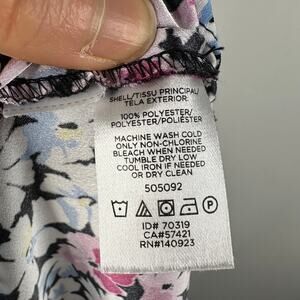 SHELL/TISSU PRINCIPAL/
TELA EXTERIOR:
100% POLYESTER/
POLYESTER/POLIÉSTER
MACHINE WASH COLD
ONLY NON-CHLORINE
BLEACH WHEN NEEDED
TUMBLE DRY LOW
COOL IRON IF NEEDED
OR DRY CLEAN
505092
P
ID# 70319
CA#57421
RN#140923